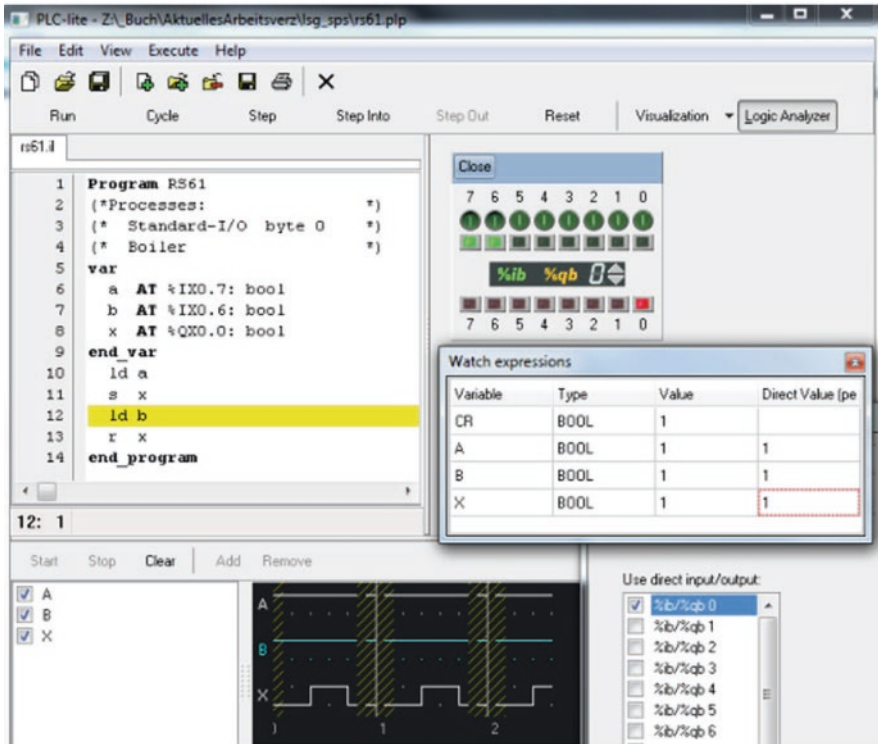 PLC-lite - Z:\_Buch\AktuellesArbeitsverz\lsg_sps\rs61.plp
File Edit View Execute Help
Run Cycle Step Step Into Step Out Reset Visualization Logic Analyzer
rs61.il
1 Program RS61
2 (*Processes: *)
3 (* Standard-I/O byte 0 *)
4 (* Boiler *)
5 var
6 a AT %IX0.7: bool
7 b AT %IX0.6: bool
8 x AT %QX0.0: bool
9 end_var
10 ld a
11 s x
12 ld b
13 r x
14 end_program
12: 1
Close
7 6 5 4 3 2 1 0
%ib %qb 0
7 6 5 4 3 2 1 0
Watch expressions
Variable Type Value Direct Value (pe
CR BOOL 1
A BOOL 1 1
B BOOL 1 1
X BOOL 1 1
Start Stop Clear Add Remove
A
B
X
A
B
X
) 1 2
Use direct input/output:
%ib/%qb 0
%ib/%qb 1
%ib/%qb 2
%ib/%qb 3
%ib/%qb 4
%ib/%qb 5
%ib/%qb 6